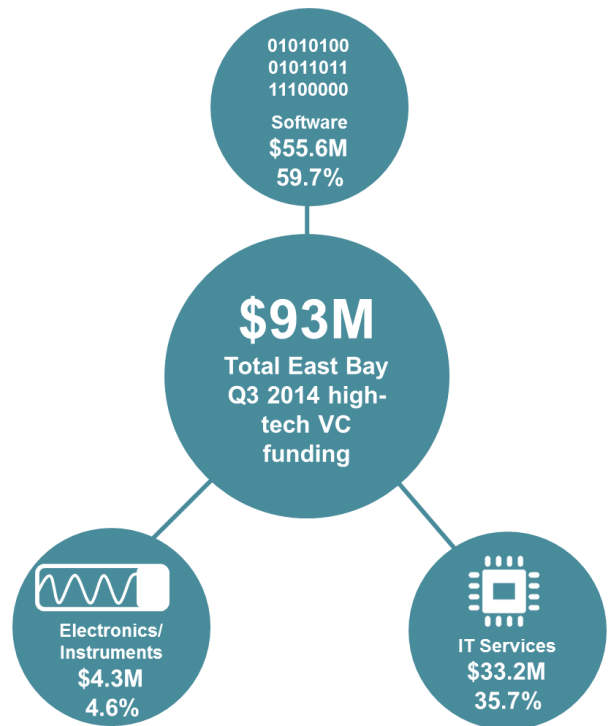 01010100
01011011
11100000
Software
$55.6M
59.7%
$93M
Total East Bay
Q3 2014 high-
tech VC
funding
Electronics/
Instruments
$4.3M
4.6%
IT Services
$33.2M
35.7%